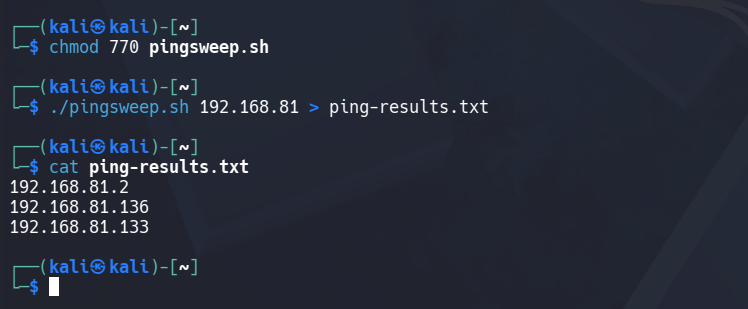 ┌──(kali㉿kali)-[~]
└─$ chmod 770 pingsweep.sh
┌──(kali㉿kali)-[~]
└─$ ./pingsweep.sh 192.168.81 > ping-results.txt
┌──(kali㉿kali)-[~]
└─$ cat ping-results.txt
192.168.81.2
192.168.81.136
192.168.81.133
┌──(kali㉿kali)-[~]
└─$